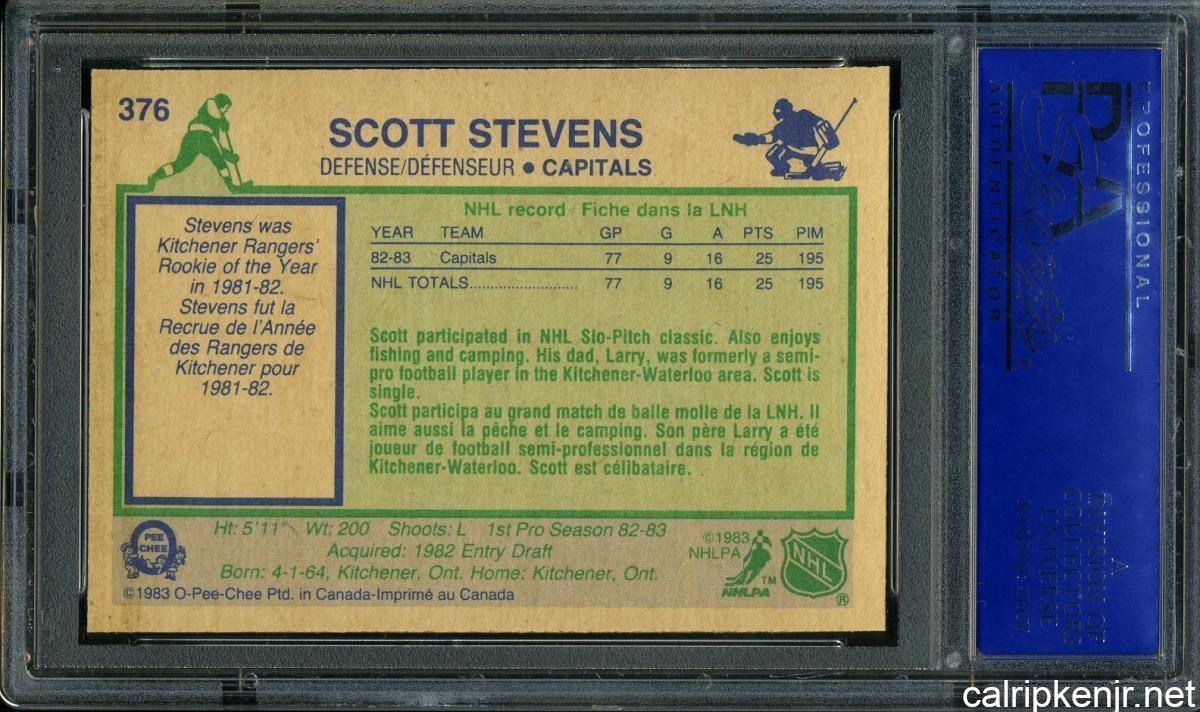 376
SCOTT STEVENS
DEFENSE/DÉFENSEUR • CAPITALS
Stevens was
Kitchener Rangers'
Rookie of the Year
in 1981-82.
Stevens fut la
Recrue de l'Année
des Rangers de
Kitchener pour
1981-82.
NHL record / Fiche dans la LNH
YEAR TEAM GP G A PTS PIM
82-83 Capitals 77 9 16 25 195
NHL TOTALS........................... 77 9 16 25 195
Scott participated in NHL Slo-Pitch classic. Also enjoys
fishing and camping. His dad, Larry, was formerly a semi-
pro football player in the Kitchener-Waterloo area. Scott is
single.
Scott participa au grand match de balle molle de la LNH. Il
aime aussi la pêche et le camping. Son père Larry a été
joueur de football semi-professionnel dans la région de
Kitchener-Waterloo. Scott est célibataire.
PEE
CHEE
Ht: 5'11" Wt: 200 Shoots: L 1st Pro Season 82-83
Acquired: 1982 Entry Draft
Born: 4-1-64, Kitchener, Ont. Home: Kitchener, Ont.
©1983 O-Pee-Chee Ptd. in Canada-Imprimé au Canada
©1983
NHLPA
TM
NHLPA
NHL
®
PROFESSIONAL
PSA
AUTHENTICATOR
A
DIVISION OF
COLLECTORS
UNIVERSE
calripkenjr.net